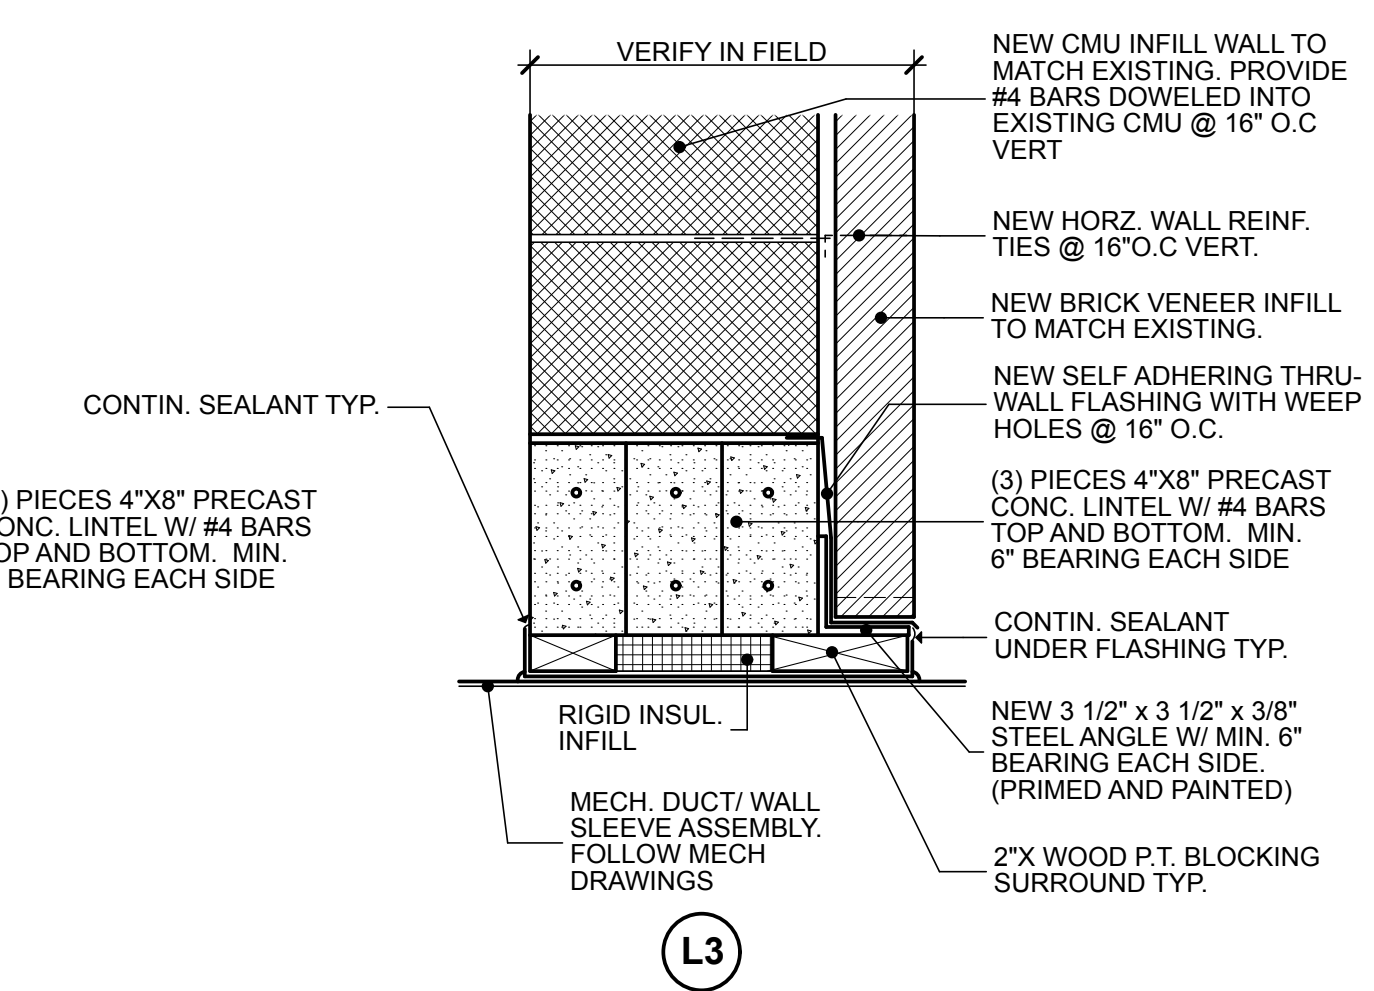 VERIFY IN FIELD
NEW CMU INFILL WALL TO
MATCH EXISTING. PROVIDE
#4 BARS DOWELED INTO
EXISTING CMU @ 16" O.C
VERT
NEW HORZ. WALL REINF.
TIES @ 16"O.C VERT.
NEW BRICK VENEER INFILL
TO MATCH EXISTING.
NEW SELF ADHERING THRU-
WALL FLASHING WITH WEEP
HOLES @ 16" O.C.
CONTIN. SEALANT TYP.
) PIECES 4"X8" PRECAST
ONC. LINTEL W/ #4 BARS
OP AND BOTTOM. MIN.
BEARING EACH SIDE
(3) PIECES 4"X8" PRECAST
CONC. LINTEL W/ #4 BARS
TOP AND BOTTOM. MIN.
6" BEARING EACH SIDE
CONTIN. SEALANT
UNDER FLASHING TYP.
RIGID INSUL.
INFILL
NEW 3 1/2" x 3 1/2" x 3/8"
STEEL ANGLE W/ MIN. 6"
BEARING EACH SIDE.
(PRIMED AND PAINTED)
MECH. DUCT/ WALL
SLEEVE ASSEMBLY.
FOLLOW MECH
DRAWINGS
2"X WOOD P.T. BLOCKING
SURROUND TYP.
L3